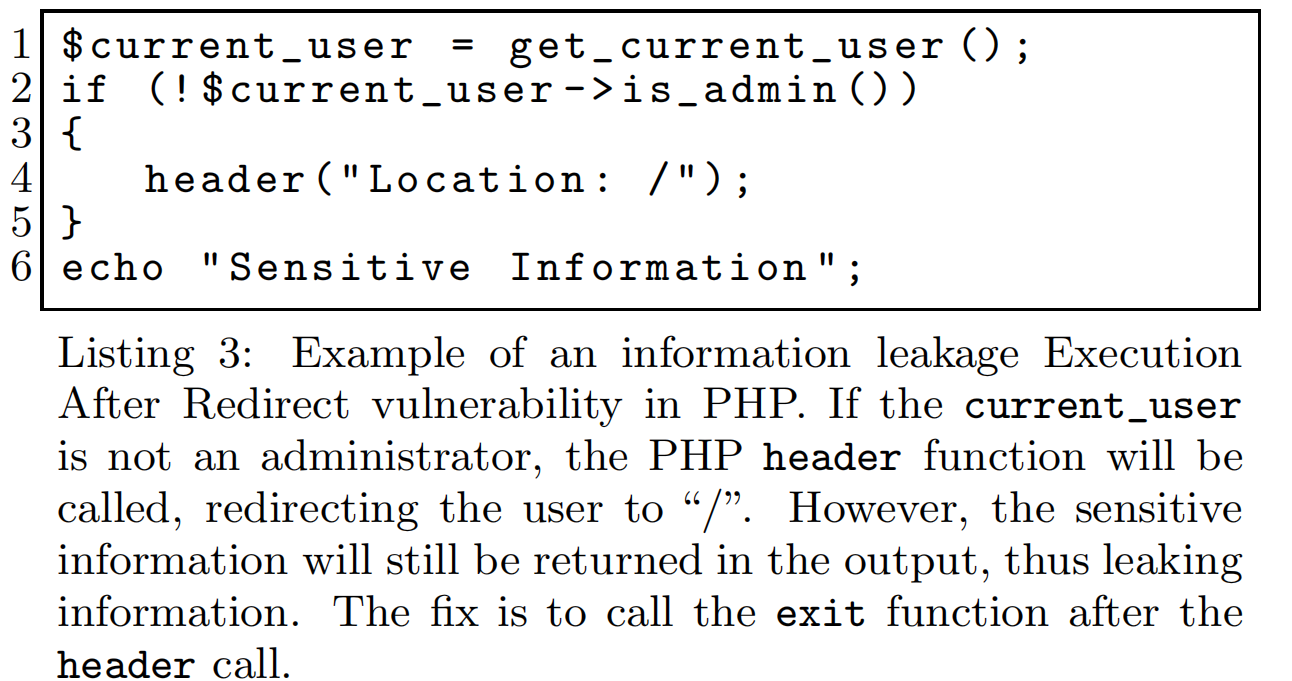 1 $current_user = get_current_user();
2 if (!$current_user->is_admin())
3 {
4 header("Location: /");
5 }
6 echo "Sensitive Information";
Listing 3: Example of an information leakage Execution
After Redirect vulnerability in PHP. If the current_user
is not an administrator, the PHP header function will be
called, redirecting the user to “/”. However, the sensitive
information will still be returned in the output, thus leaking
information. The fix is to call the exit function after the
header call.